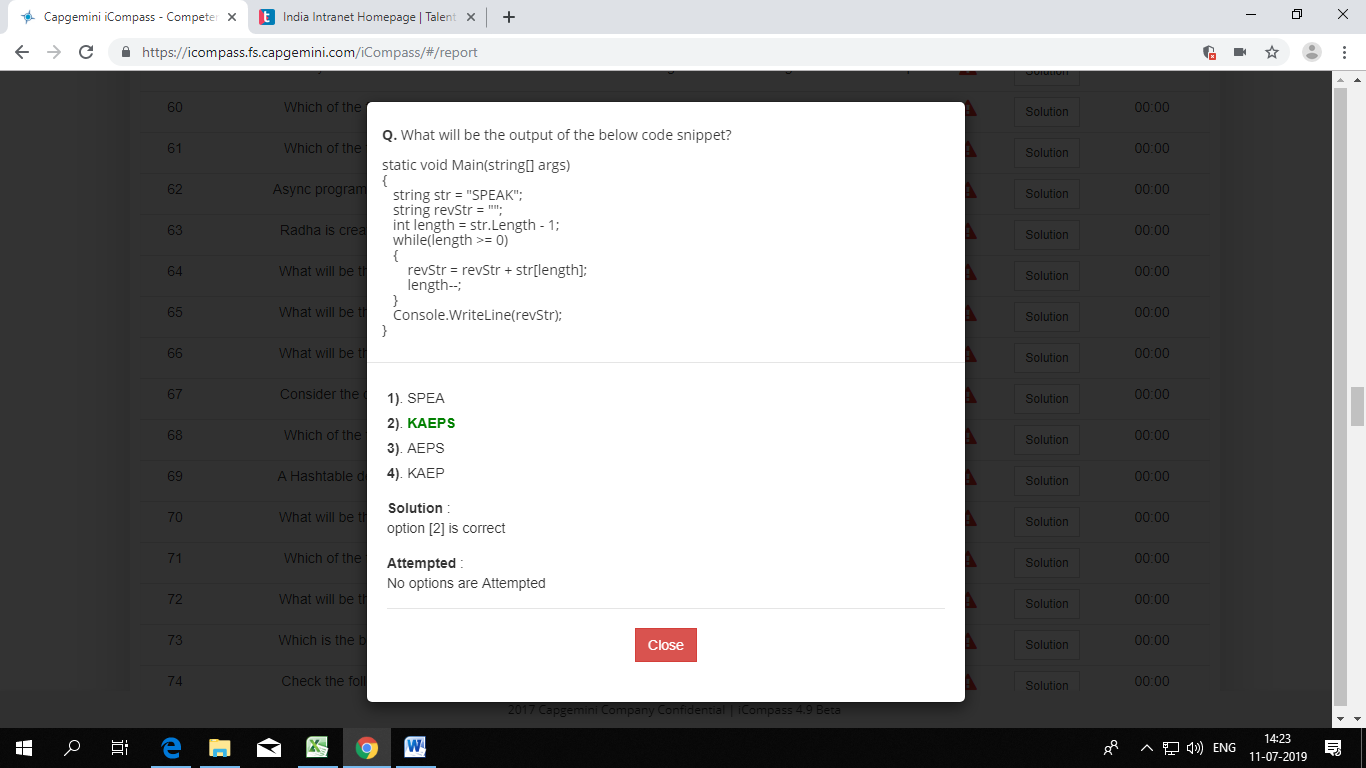 Capgemini iCompass - Competen
India Intranet Homepage | Talent
https://icompass.fs.capgemini.com/iCompass/#/report
Solution
60 Which of the Solution 00:00
61 Which of the Solution 00:00
62 Async program Solution 00:00
63 Radha is crea Solution 00:00
64 What will be th Solution 00:00
65 What will be th Solution 00:00
66 What will be th Solution 00:00
67 Consider the Solution 00:00
68 Which of the Solution 00:00
69 A Hashtable d Solution 00:00
70 What will be th Solution 00:00
71 Which of the Solution 00:00
72 What will be th Solution 00:00
73 Which is the b Solution 00:00
74 Check the foll Solution 00:00
Q. What will be the output of the below code snippet?
static void Main(string[] args)
{
string str = "SPEAK";
string revStr = "";
int length = str.Length - 1;
while(length >= 0)
{
revStr = revStr + str[length];
length--;
}
Console.WriteLine(revStr);
}
1). SPEA
2). KAEPS
3). AEPS
4). KAEP
Solution :
option [2] is correct
Attempted :
No options are Attempted
Close
2017 Capgemini Company Confidential | iCompass 4.9 Beta
ENG
14:23
11-07-2019